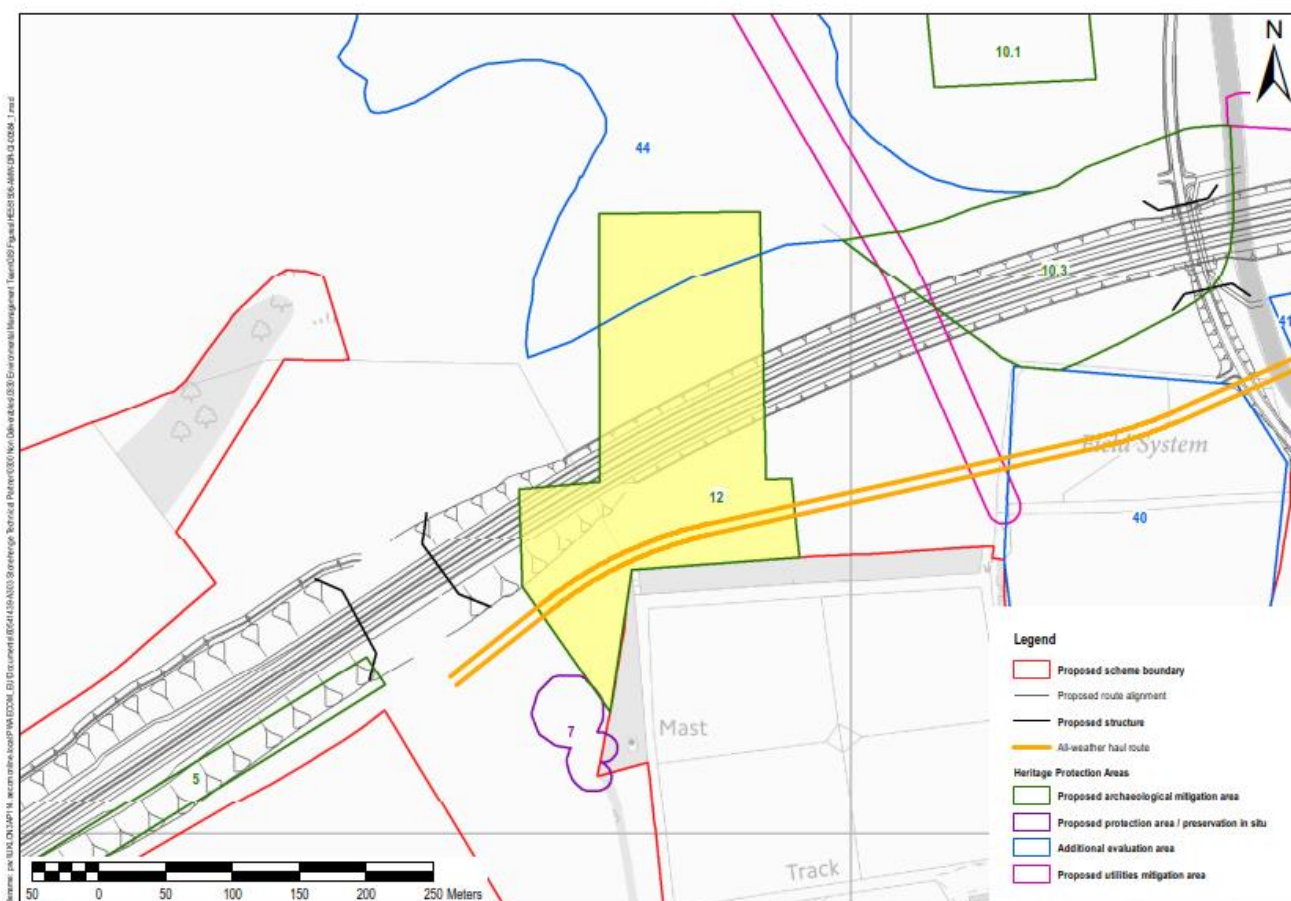 10.1
N
44
10.3
41
12
Field System
40
7
Mast
5
Track
50 0 50 100 150 200 250 Meters
Legend
Proposed scheme boundary
Proposed route alignment
Proposed structure
All-weather haul route
Heritage Protection Areas
Proposed archaeological mitigation area
Proposed protection area / preservation in situ
Additional evaluation area
Proposed utilities mitigation area